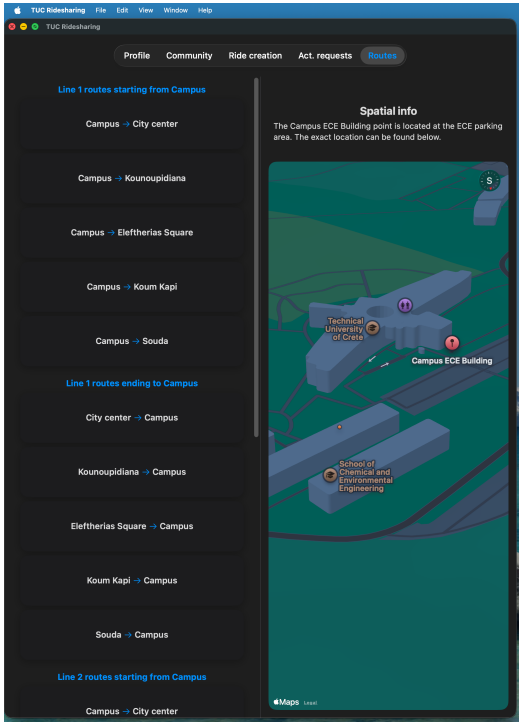 TUC Ridesharing File Edit View Window Help
TUC Ridesharing
Profile Community Ride creation Act. requests Routes
Line 1 routes starting from Campus
Campus → City center
Campus → Kounoupidiana
Campus → Eleftherias Square
Campus → Koum Kapi
Campus → Souda
Line 1 routes ending to Campus
City center → Campus
Kounoupidiana → Campus
Eleftherias Square → Campus
Koum Kapi → Campus
Souda → Campus
Line 2 routes starting from Campus
Campus → City center
Spatial info
The Campus ECE Building point is located at the ECE parking
area. The exact location can be found below.
S
Technical
University
of Crete
Campus ECE Building
School of
Chemical and
Environmental
Engineering
Maps Legal